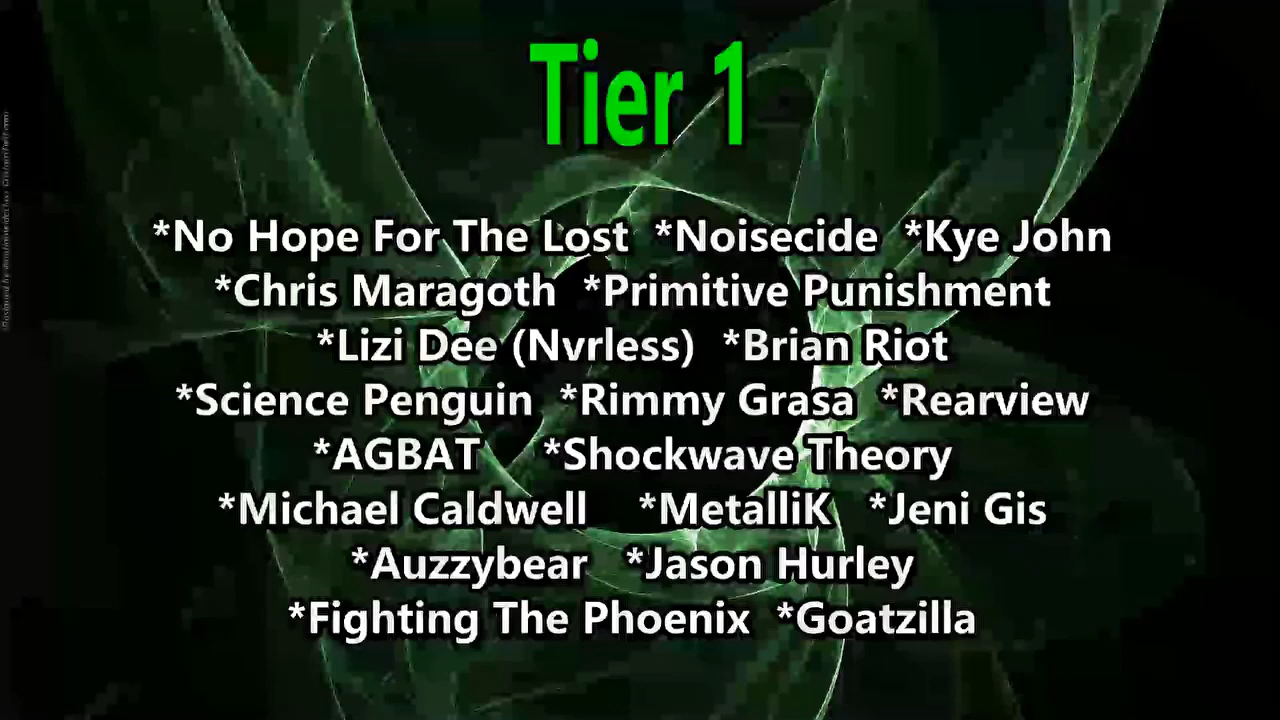 Tier 1
*No Hope For The Lost *Noisecide *Kye John
*Chris Maragoth *Primitive Punishment
*Lizi Dee (Nvrless) *Brian Riot
*Science Penguin *Rimmy Grasa *Rearview
*AGBAT *Shockwave Theory
*Michael Caldwell *MetalliK *Jeni Gis
*Auzzybear *Jason Hurley
*Fighting The Phoenix *Goatzilla